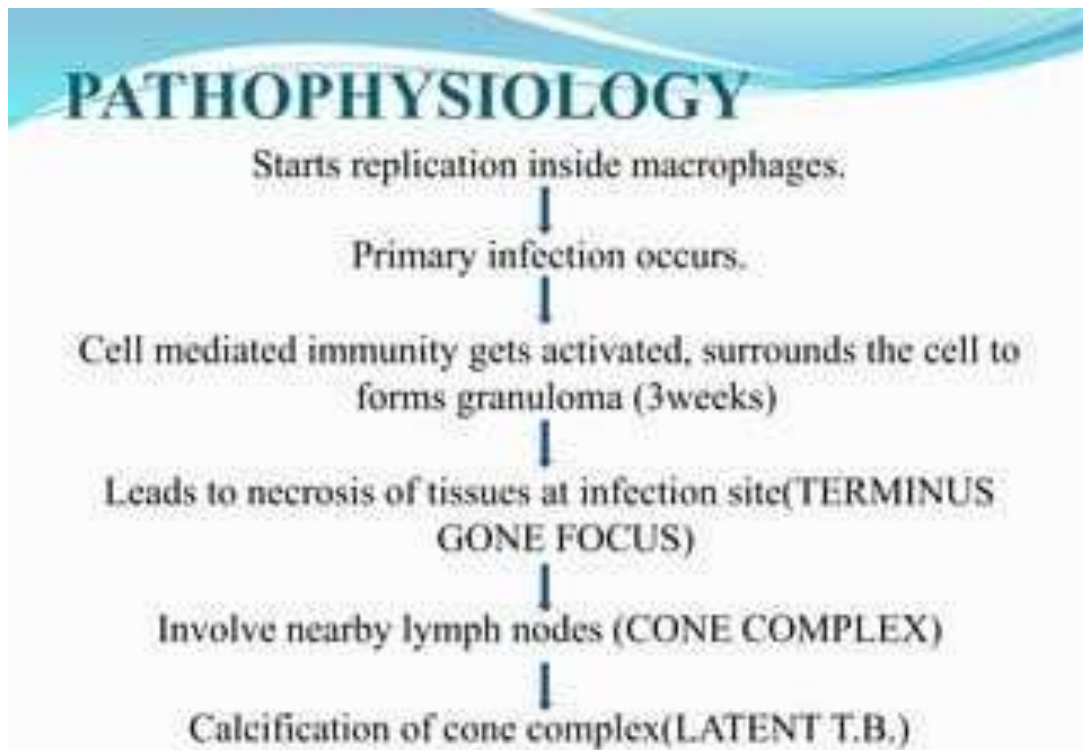 PATHOPHYSIOLOGY
Starts replication inside macrophages.
Primary infection occurs.
Cell mediated immunity gets activated, surrounds the cell to
forms granuloma (3weeks)
Leads to necrosis of tissues at infection site(TERMINUS
GONE FOCUS)
Involve nearby lymph nodes (CONE COMPLEX)
Calcification of cone complex(LATENT T.B.)